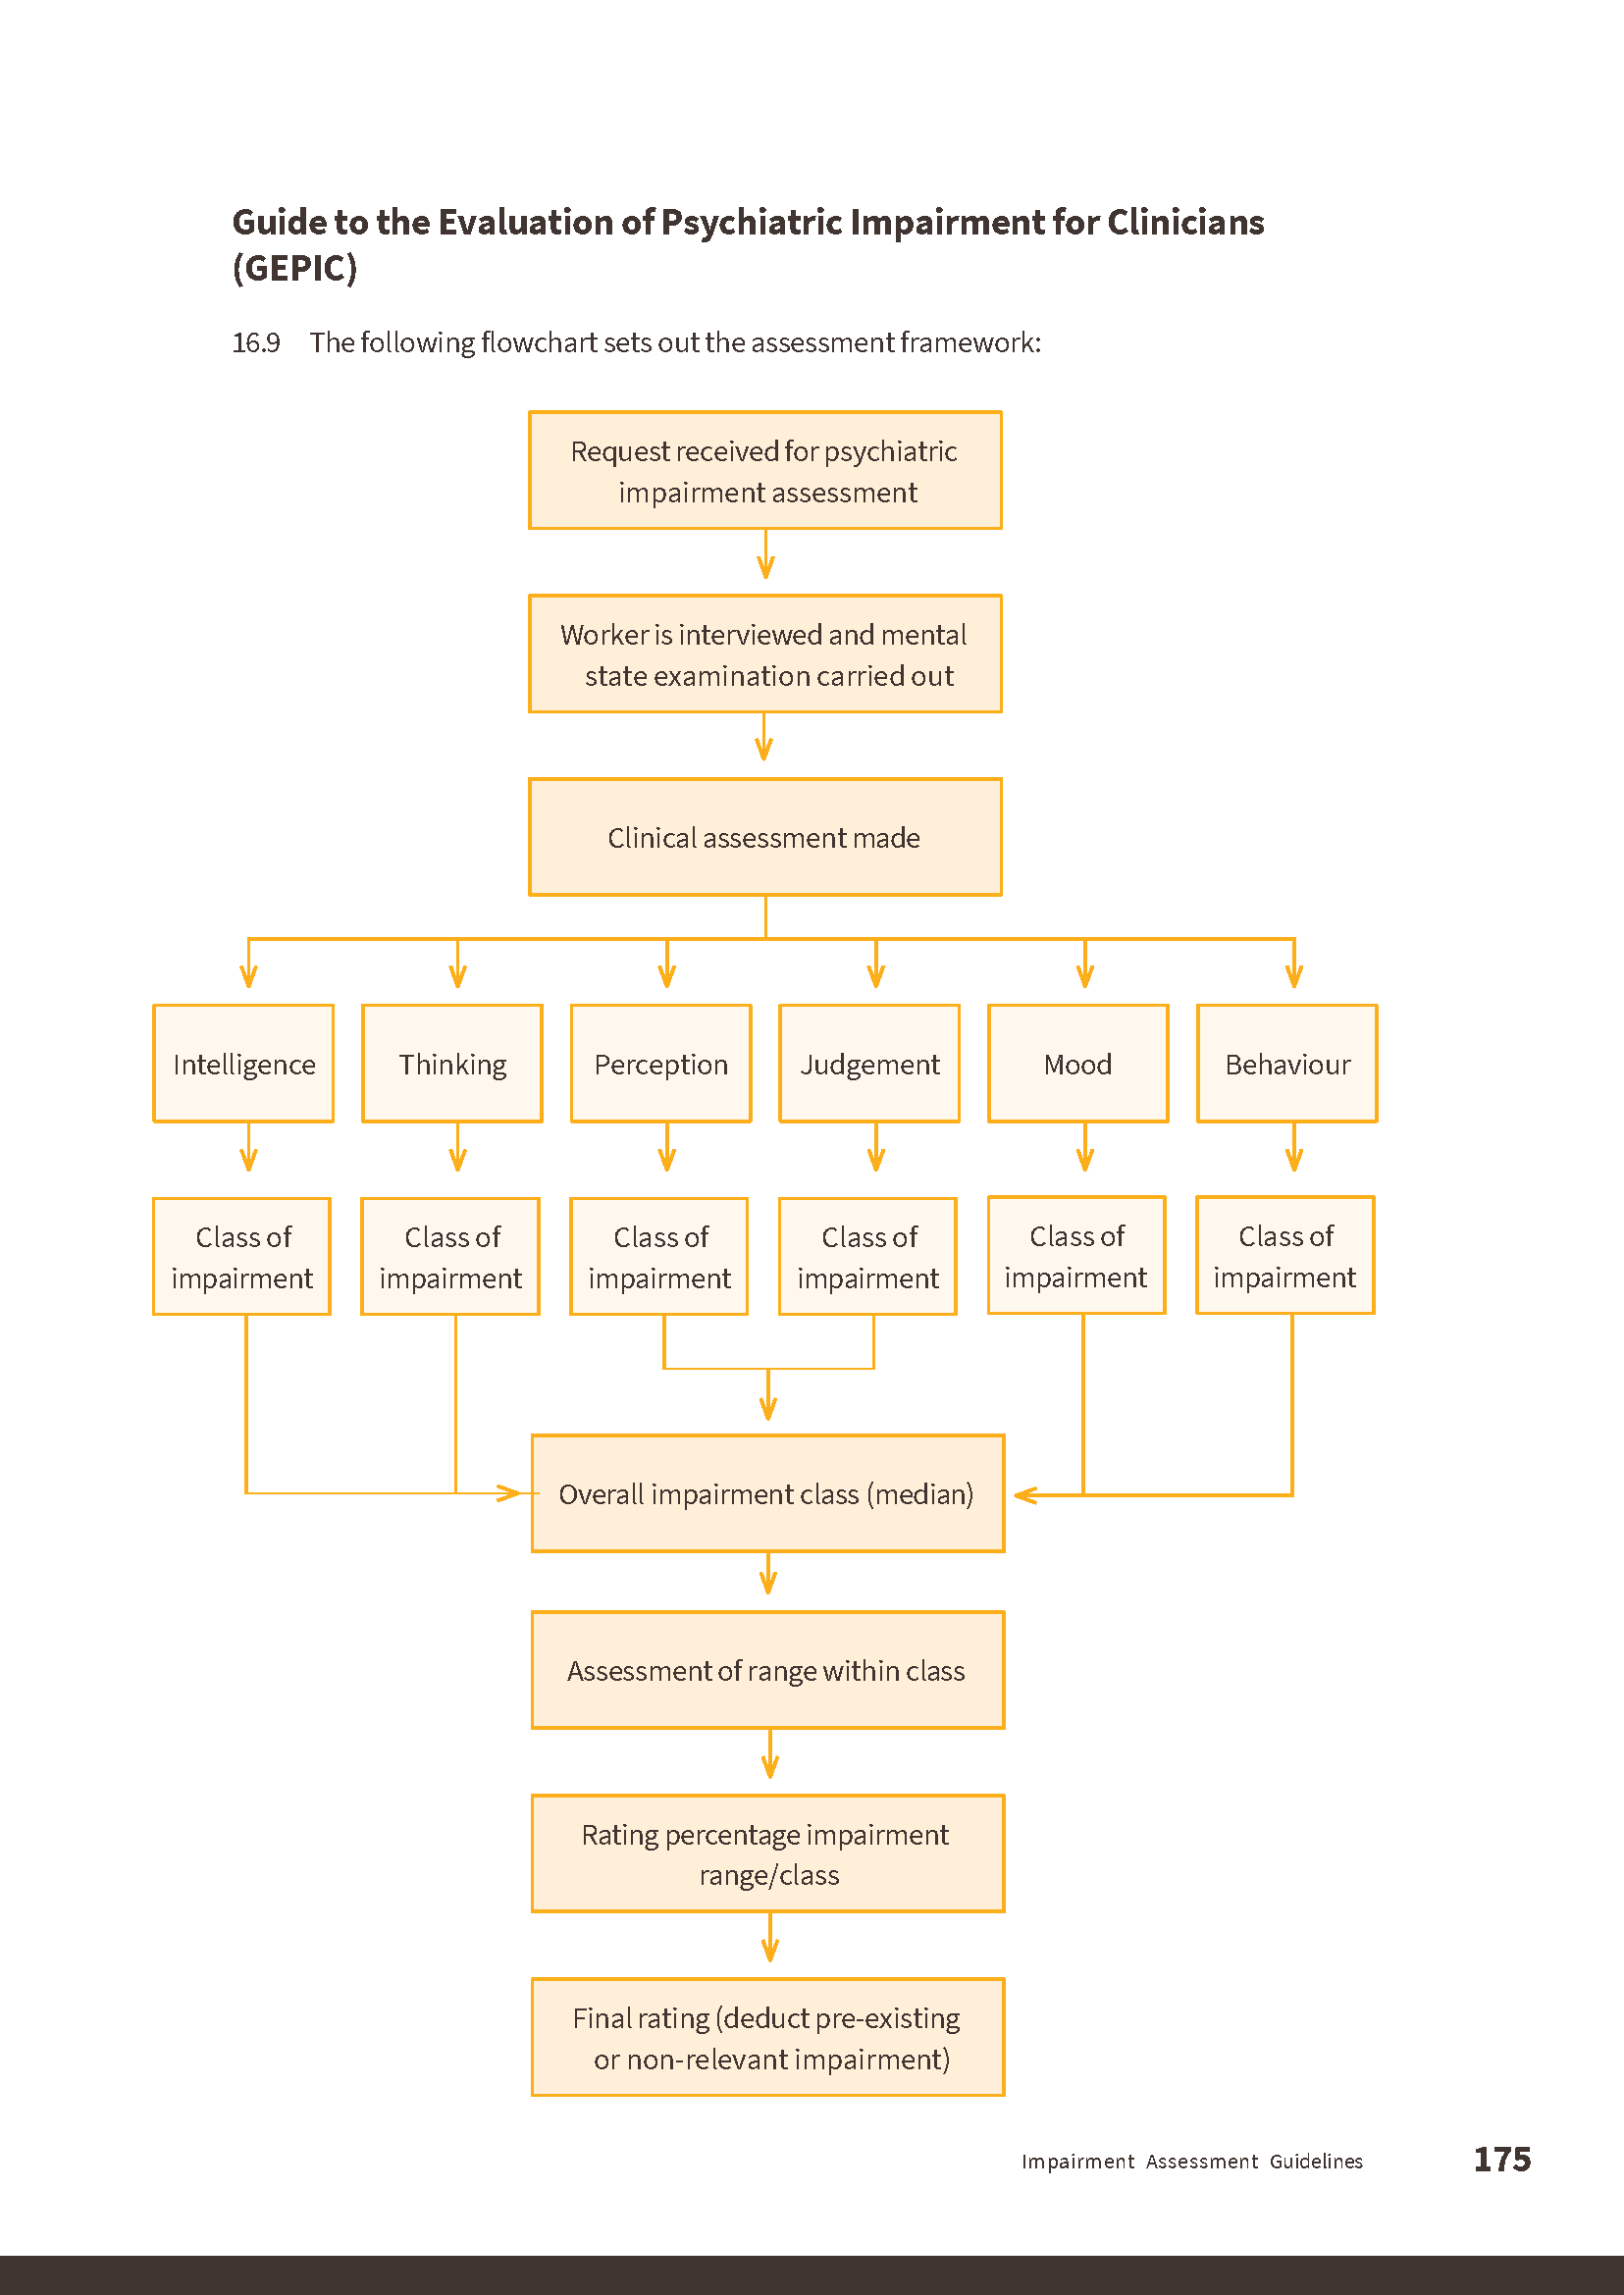 Guide to the Evaluation of Psychiatric Impairment for Clinicians
(GEPIC)
16.9 The following flowchart sets out the assessment framework:
Request received for psychiatric
impairment assessment
Worker is interviewed and mental
state examination carried out
Clinical assessment made
Intelligence
Thinking
Perception
Judgement
Mood
Behaviour
Class of
impairment
Class of
impairment
Class of
impairment
Class of
impairment
Class of
impairment
Class of
impairment
Overall impairment class (median)
Assessment of range within class
Rating percentage impairment
range/class
Final rating (deduct pre-existing
or non-relevant impairment)
Impairment Assessment Guidelines 175